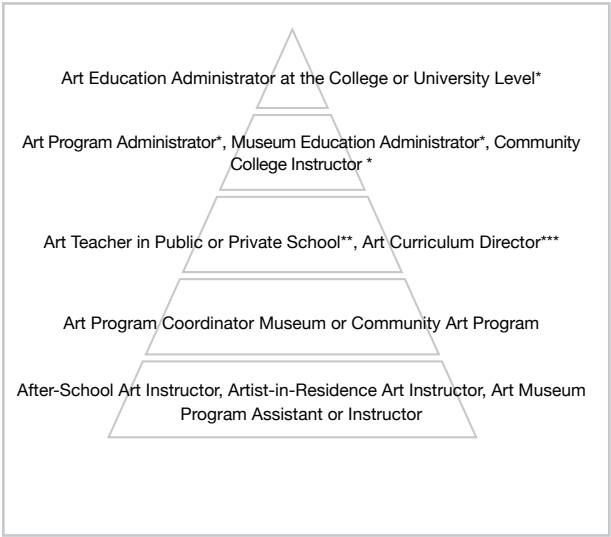 Art Education Administrator at the College or University Level*
Art Program Administrator*, Museum Education Administrator*, Community
College Instructor *
Art Teacher in Public or Private School**, Art Curriculum Director***
Art Program Coordinator Museum or Community Art Program
After-School Art Instructor, Artist-in-Residence Art Instructor, Art Museum
Program Assistant or Instructor